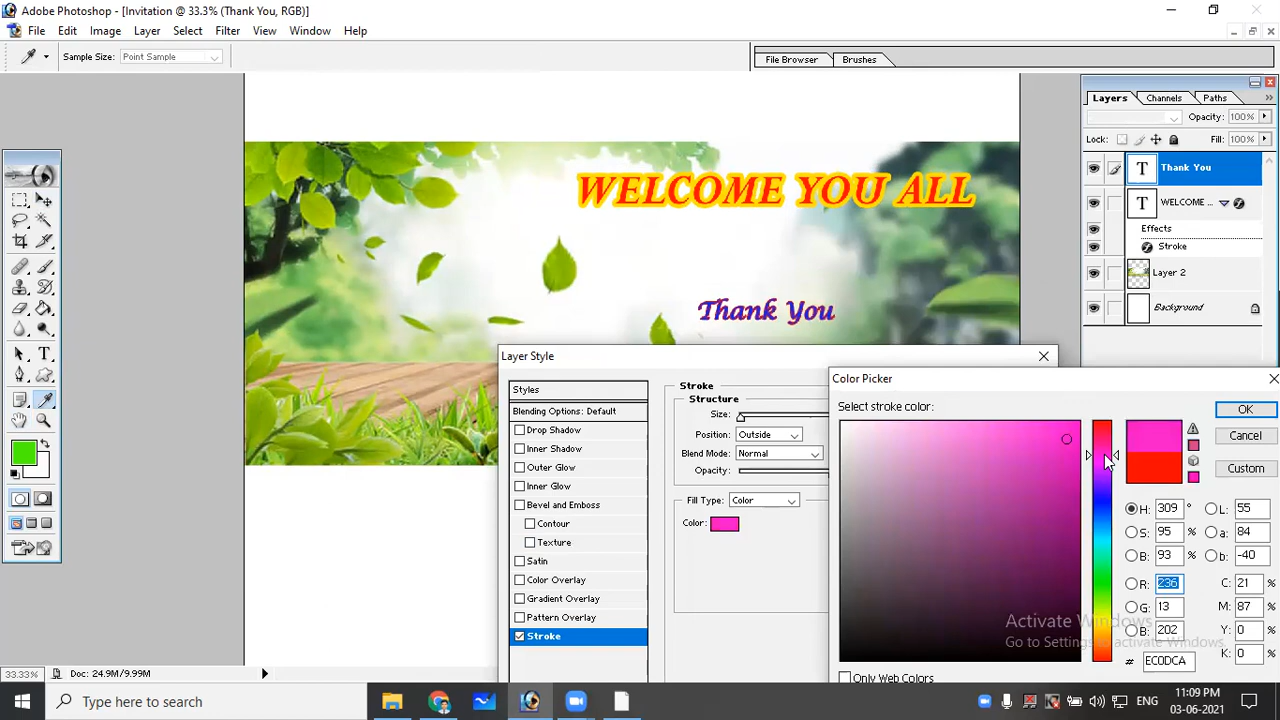 Adobe Photoshop - [Invitation @ 33.3% (Thank You, RGB)]
File Edit Image Layer Select Filter View Window Help
Sample Size: Point Sample
File Browser Brushes
Layers Channels Paths
Opacity: 100%
Lock: Fill: 100%
T Thank You
T WELCOME ...
Effects
Stroke
Layer 2
Background
WELCOME YOU ALL
Thank You
Layer Style
Styles
Blending Options: Default
Drop Shadow
Inner Shadow
Outer Glow
Inner Glow
Bevel and Emboss
Contour
Texture
Satin
Color Overlay
Gradient Overlay
Pattern Overlay
Stroke
Stroke
Structure
Size:
Position: Outside
Blend Mode: Normal
Opacity:
Fill Type: Color
Color:
Color Picker
Select stroke color:
OK
Cancel
Custom
H: 309 ° L: 55
S: 95 % a: 84
B: 93 % b: -40
R: 236 C: 21 %
G: 13 M: 87 %
B: 202 Y: 0 %
K: 0 %
# EC0DCA
Only Web Colors
Activate Windows
Go to Settings to activate Windows.
33.33% Doc: 24.9M/9.99M
Type here to search
ENG
11:09 PM
03-06-2021